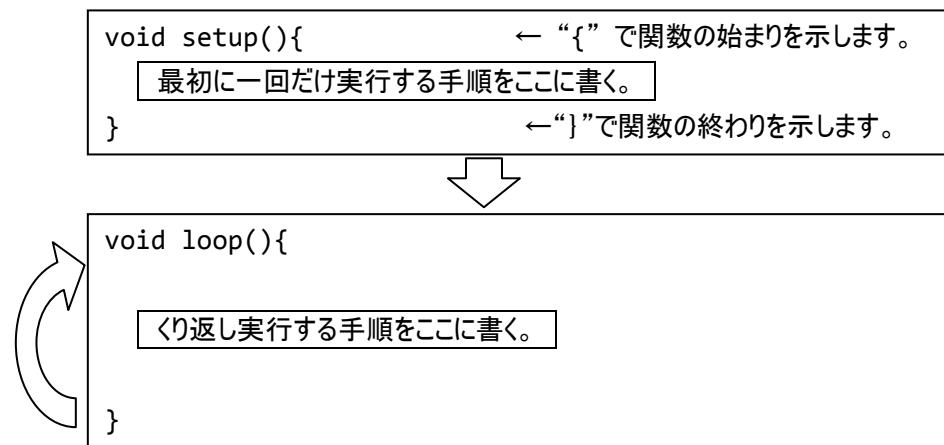 void setup(){ ← “{” で関数の始まりを示します。
最初に一回だけ実行する手順をここに書く。
} ←“}”で関数の終わりを示します。
void loop(){
くり返し実行する手順をここに書く。
}